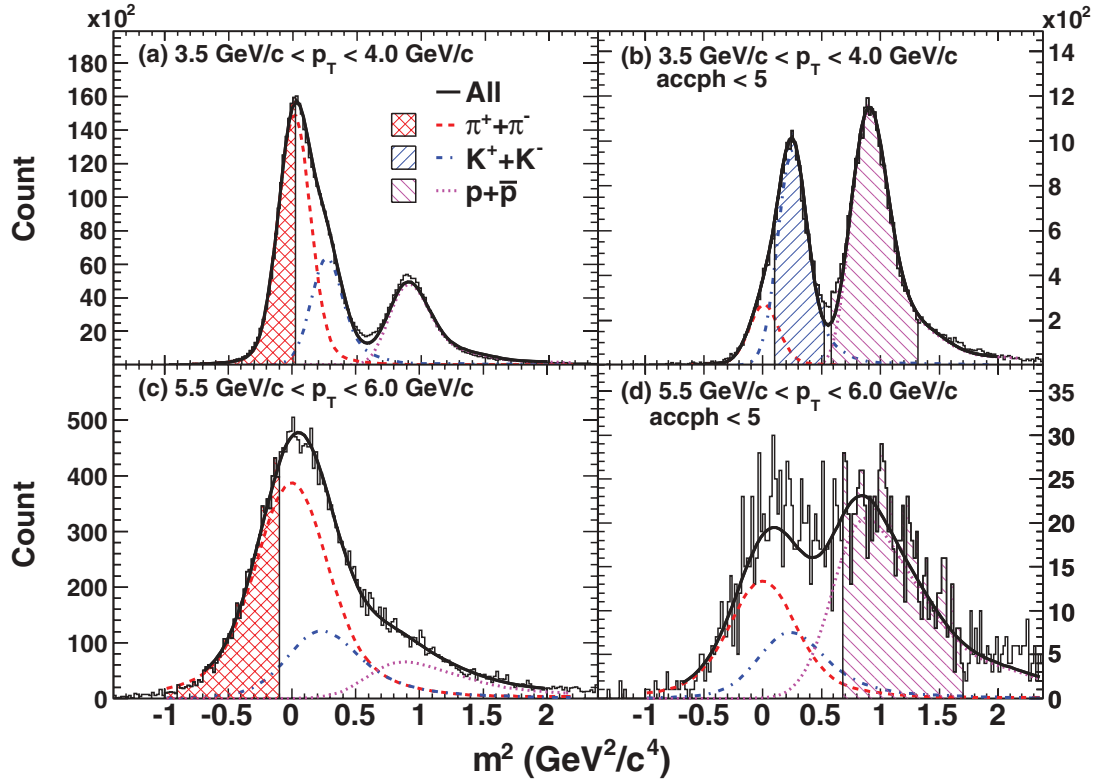 x10²
x10²
(a) 3.5 GeV/c < p_T < 4.0 GeV/c
All
π⁺+π⁻
K⁺+K⁻
p+p̅
180
160
140
120
100
80
60
40
20
Count
(b) 3.5 GeV/c < p_T < 4.0 GeV/c
accph < 5
14
12
10
8
6
4
2
(c) 5.5 GeV/c < p_T < 6.0 GeV/c
500
400
300
200
100
0
Count
(d) 5.5 GeV/c < p_T < 6.0 GeV/c
accph < 5
35
30
25
20
15
10
5
0
-1 -0.5 0 0.5 1 1.5 2
-1 -0.5 0 0.5 1 1.5 2
m² (GeV²/c⁴)